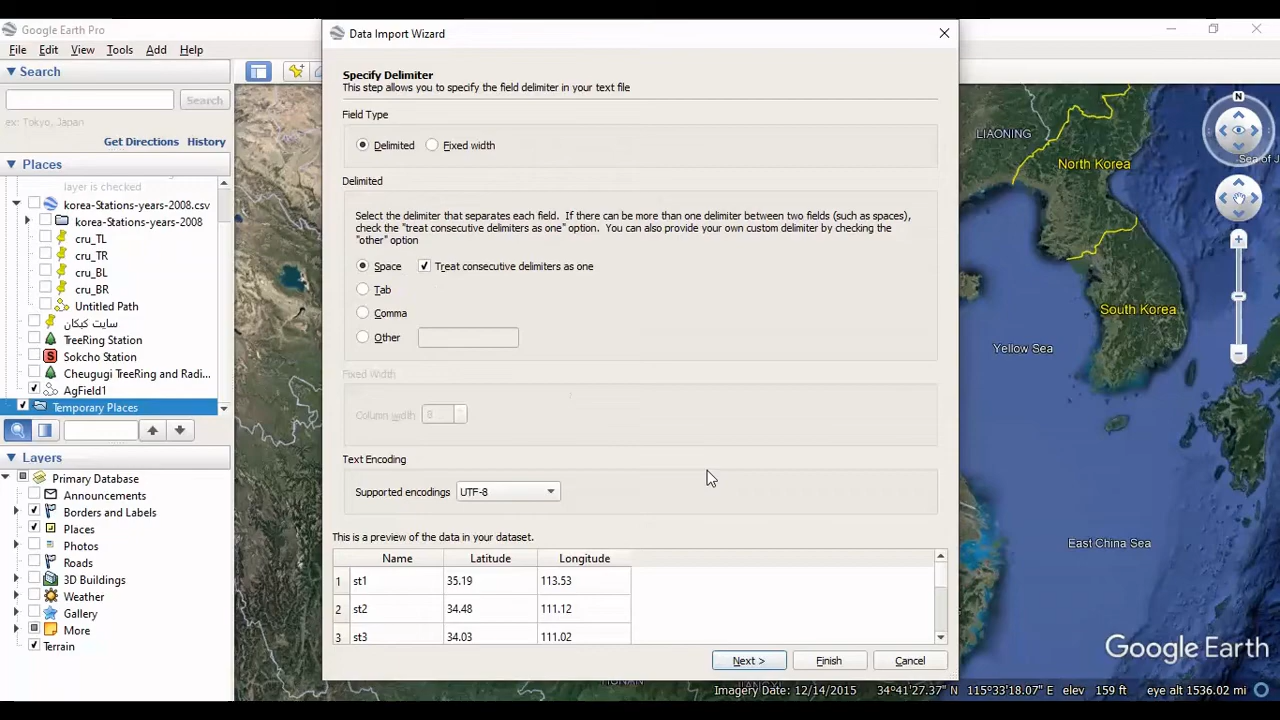 Google Earth Pro
File Edit View Tools Add Help
Search
Search
ex: Tokyo, Japan
Get Directions History
Places
layer is checked
korea-Stations-years-2008.csv
korea-Stations-years-2008
cru_TL
cru_TR
cru_BL
cru_BR
Untitled Path
سایت کیکان
TreeRing Station
S Sokcho Station
Cheugugi TreeRing and Radi...
AgField1
Temporary Places
Layers
Primary Database
Announcements
Borders and Labels
Places
Photos
Roads
3D Buildings
Weather
Gallery
More
Terrain
Data Import Wizard
Specify Delimiter
This step allows you to specify the field delimiter in your text file
Field Type
Delimited Fixed width
Delimited
Select the delimiter that separates each field. If there can be more than one delimiter between two fields (such as spaces),
check the "treat consecutive delimiters as one" option. You can also provide your own custom delimiter by checking the
"other" option
Space Treat consecutive delimiters as one
Tab
Comma
Other
Fixed Width
Column width 8
Text Encoding
Supported encodings UTF-8
This is a preview of the data in your dataset.
Name Latitude Longitude
1 st1 35.19 113.53
2 st2 34.48 111.12
3 st3 34.03 111.02
Next > Finish Cancel
LIAONING
North Korea
N
Sea of J
South Korea
Yellow Sea
East China Sea
Google Earth
Imagery Date: 12/14/2015 34°41'27.37" N 115°33'18.07" E elev 159 ft eye alt 1536.02 mi